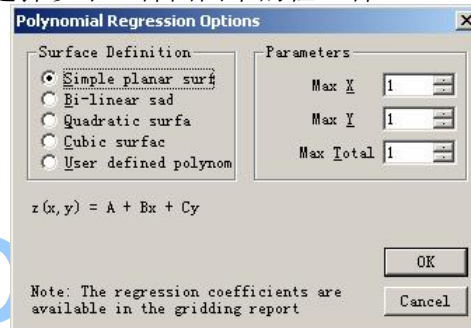 Polynomial Regression Options
Surface Definition
Simple planar surf
Bi-linear sad
Quadratic surfa
Cubic surfac
User defined polynom
Parameters
Max X 1
Max Y 1
Max Total 1
z(x,y) = A + Bx + Cy
OK
Note: The regression coefficients are
available in the gridding report
Cancel